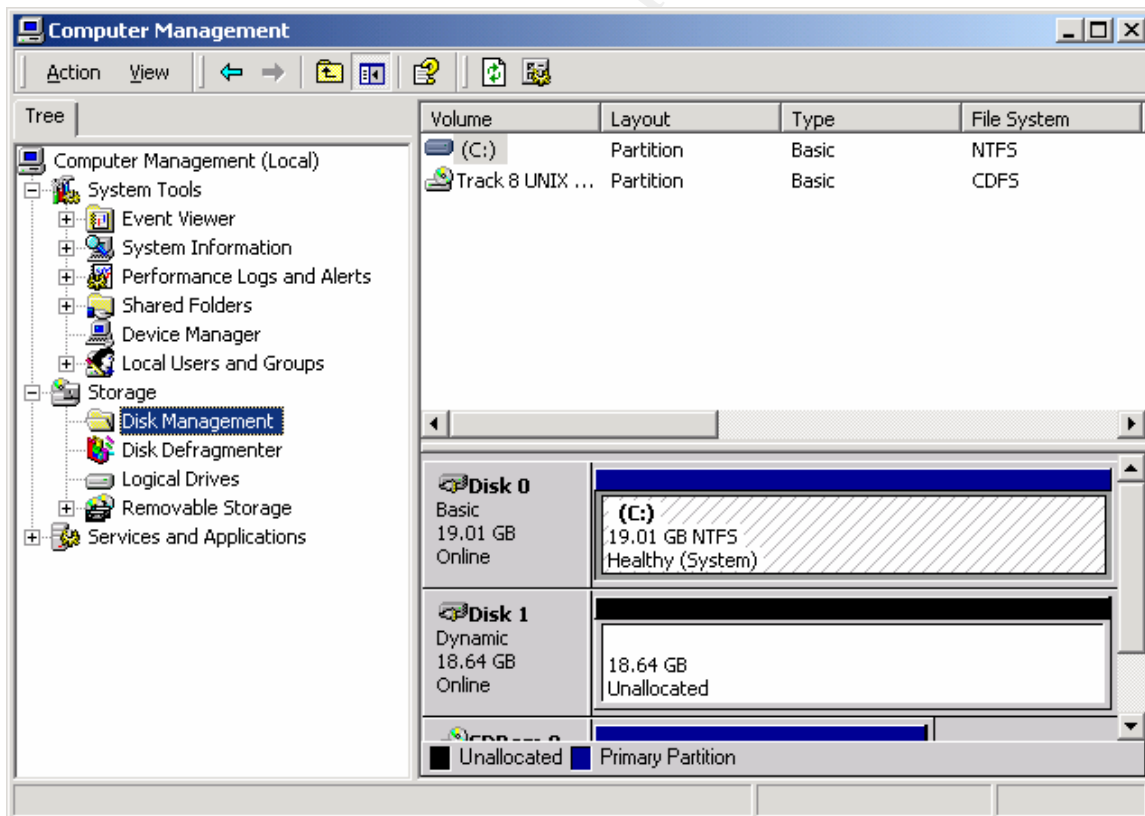 Computer Management
Action View
Tree
Computer Management (Local)
System Tools
Event Viewer
System Information
Performance Logs and Alerts
Shared Folders
Device Manager
Local Users and Groups
Storage
Disk Management
Disk Defragmenter
Logical Drives
Removable Storage
Services and Applications
Volume Layout Type File System
(C:) Partition Basic NTFS
Track 8 UNIX ... Partition Basic CDFS
Disk 0
Basic
19.01 GB
Online
(C:)
19.01 GB NTFS
Healthy (System)
Disk 1
Dynamic
18.64 GB
Online
18.64 GB
Unallocated
Unallocated Primary Partition